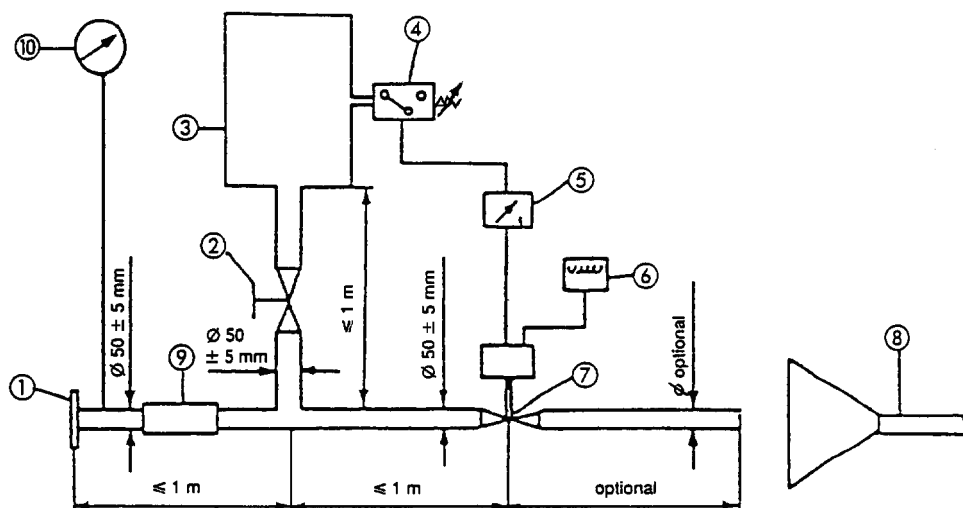 ⑩
④
③
⑤
②
⑥
≤ 1 m
Ø 50 ± 5 mm
Ø 50
± 5 mm
Ø 50 ± 5 mm
⑦
Ø optional
⑧
①
⑨
≤ 1 m
≤ 1 m
optional